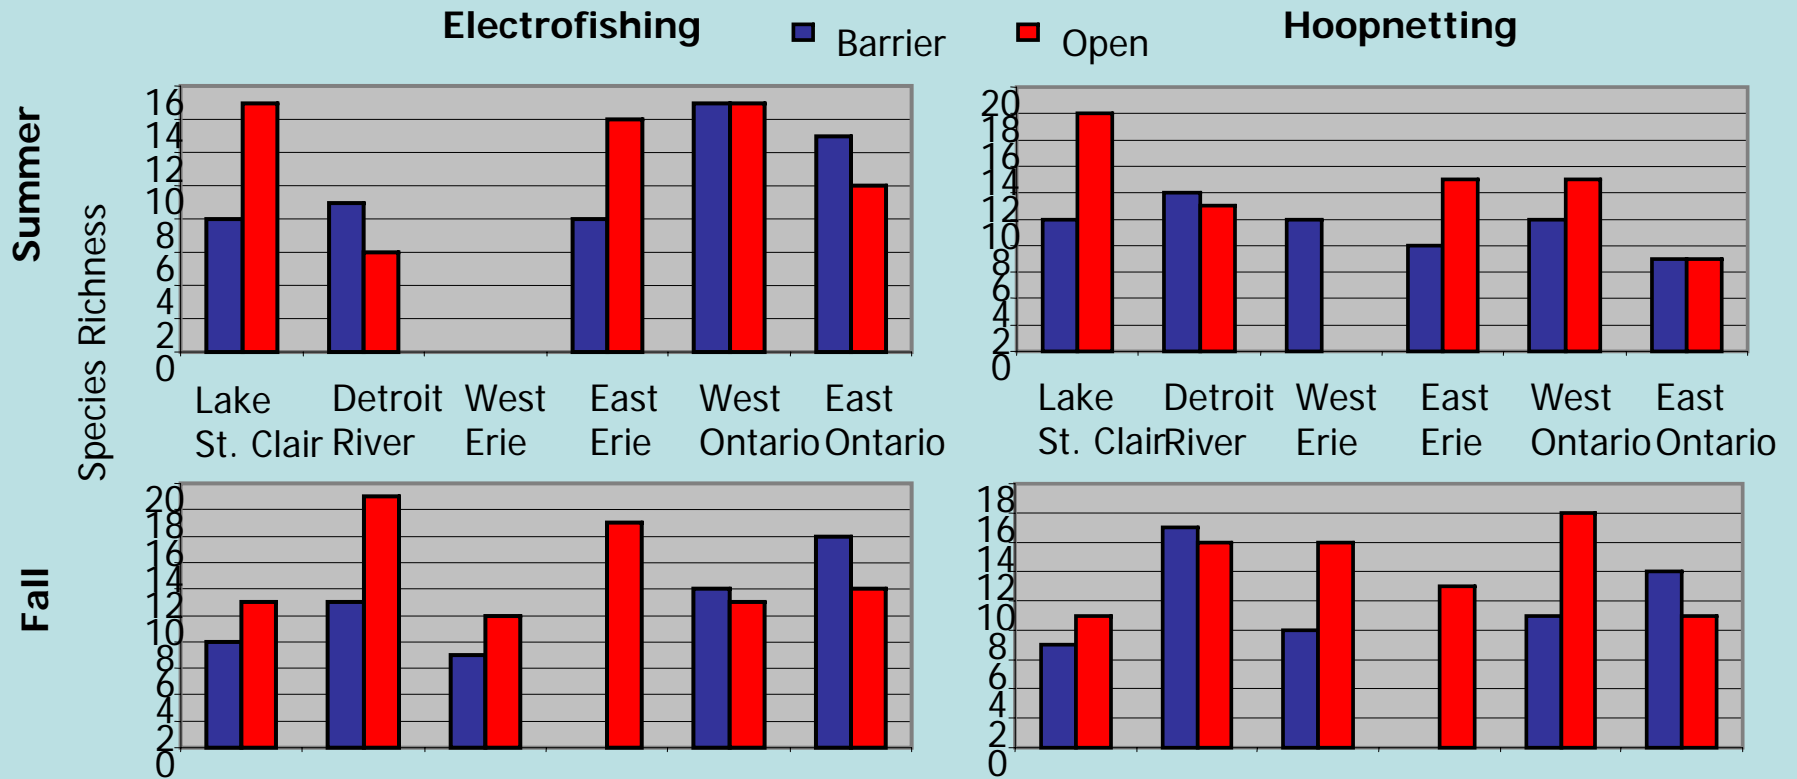 Electrofishing
Barrier
Open
Hoopnetting
Summer
Species Richness
16
14
12
10
8
6
4
2
0
20
18
16
14
12
10
8
6
4
2
0
Lake
St. Clair
Detroit
River
West
Erie
East
Erie
West
Ontario
East
Ontario
Lake
St. Clair
Detroit
River
West
Erie
East
Erie
West
Ontario
East
Ontario
Fall
20
18
16
14
12
10
8
6
4
2
0
18
16
14
12
10
8
6
4
2
0